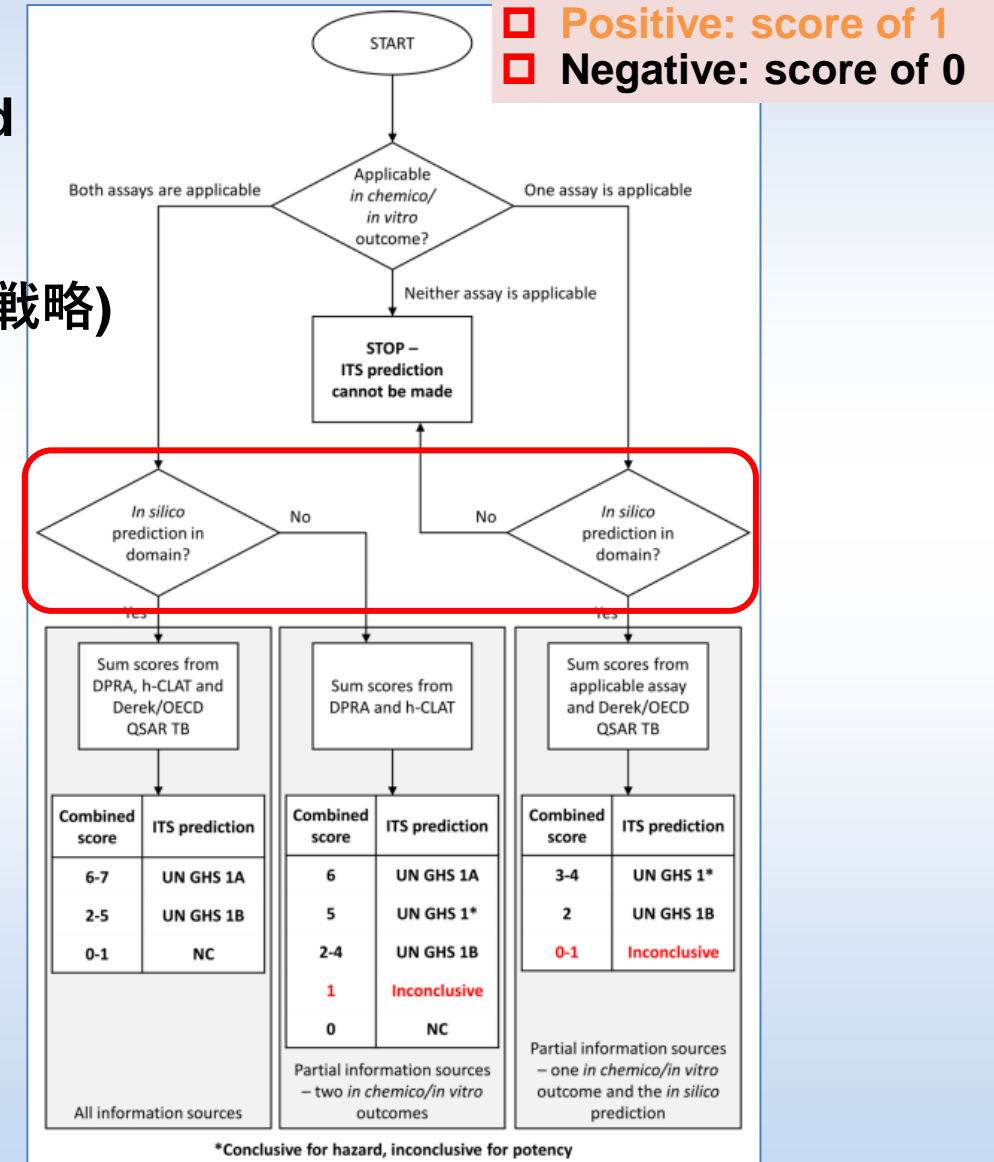 Positive: score of 1
Negative: score of 0
d
戦略)
START
Applicable
in chemico/
in vitro
outcome?
Both assays are applicable
One assay is applicable
Neither assay is applicable
STOP –
ITS prediction
cannot be made
In silico
prediction in
domain?
No
No
In silico
prediction in
domain?
Yes
Yes
Sum scores from
DPRA, h-CLAT and
Derek/OECD
QSAR TB
Combined score ITS prediction
6-7 UN GHS 1A
2-5 UN GHS 1B
0-1 NC
All information sources
Sum scores from
DPRA and h-CLAT
Combined score ITS prediction
6 UN GHS 1A
5 UN GHS 1*
2-4 UN GHS 1B
1 Inconclusive
0 NC
Partial information sources
– two in chemico/in vitro
outcomes
Sum scores from
applicable assay
and Derek/OECD
QSAR TB
Combined score ITS prediction
3-4 UN GHS 1*
2 UN GHS 1B
0-1 Inconclusive
Partial information sources
– one in chemico/in vitro
outcome and the in silico
prediction
*Conclusive for hazard, inconclusive for potency